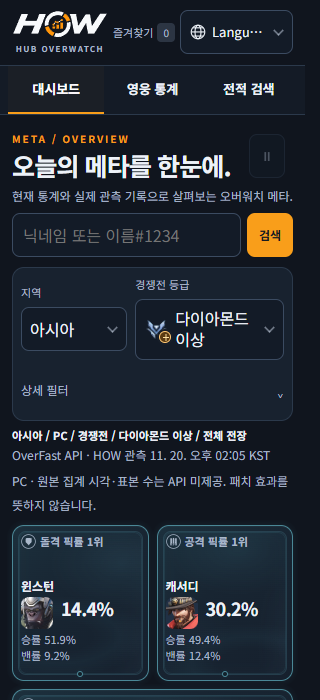 HOW
HUB OVERWATCH
즐겨찾기 0
Langu…
대시보드
영웅 통계
전적 검색
META / OVERVIEW
오늘의 메타를 한눈에.
현재 통계와 실제 관측 기록으로 살펴보는 오버워치 메타.
닉네임 또는 이름#1234
검색
지역
아시아
경쟁전 등급
다이아몬드
이상
상세 필터
아시아 / PC / 경쟁전 / 다이아몬드 이상 / 전체 전장
OverFast API · HOW 관측 11. 20. 오후 02:05 KST
PC · 원본 집계 시각·표본 수는 API 미제공. 패치 효과를
뜻하지 않습니다.
돌격 픽률 1위
윈스턴
14.4%
승률 51.9%
밴률 9.2%
공격 픽률 1위
캐서디
30.2%
승률 49.4%
밴률 12.4%